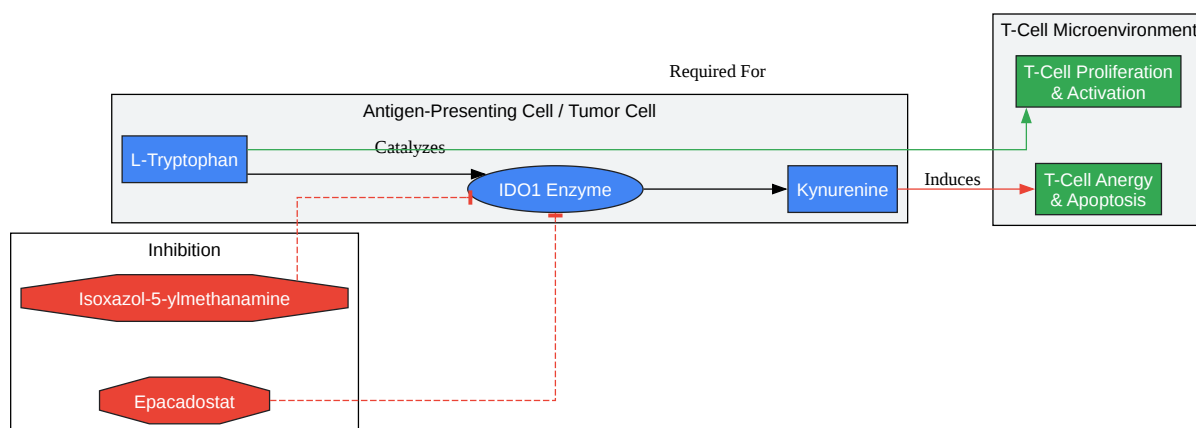 T-Cell Microenvironment
T-Cell Proliferation
& Activation
Required For
Antigen-Presenting Cell / Tumor Cell
L-Tryptophan
Catalyzes
IDO1 Enzyme
Kynurenine
Induces
T-Cell Anergy
& Apoptosis
Inhibition
Isoxazol-5-ylmethanamine
Epacadostat